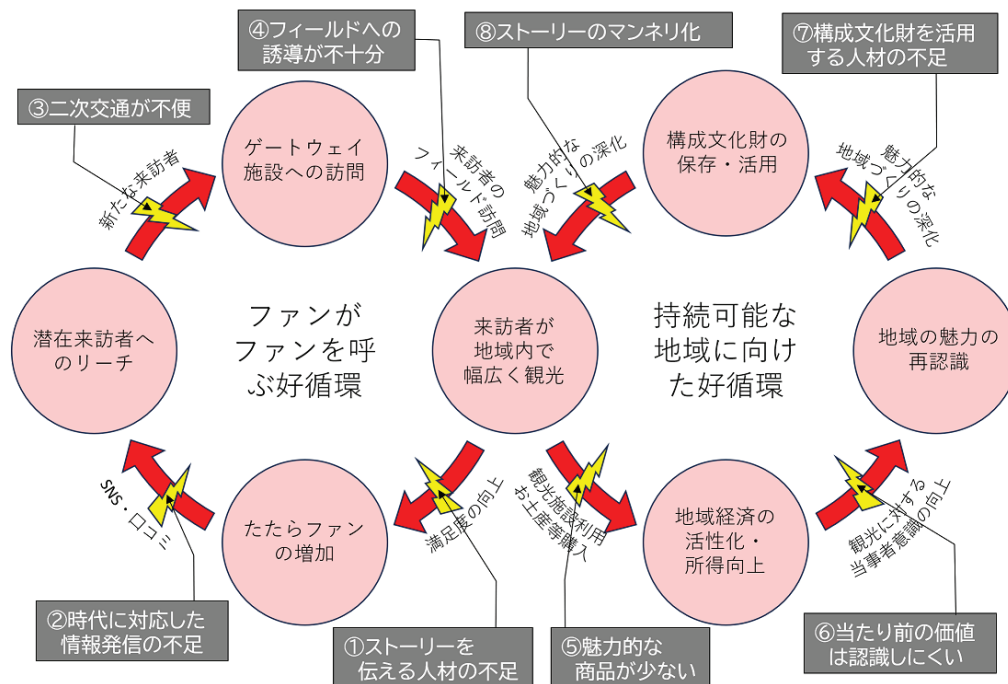 ④フィールドへの
誘導が不十分
⑧ストーリーのマンネリ化
⑦構成文化財を活用
する人材の不足
③二次交通が不便
ゲートウェイ
施設への訪問
構成文化財の
保存・活用
新たな来訪者
来訪者の
フィールド訪問
魅力的な
地域づくりの深化
魅力的な
地域づくりの深化
潜在来訪者へ
のリーチ
ファンが
ファンを呼
ぶ好循環
来訪者が
地域内で
幅広く観光
持続可能な
地域に向け
た好循環
地域の魅力の
再認識
SNS・口コミ
たたらファン
の増加
満足度の向上
観光施設利用
お土産等購入
地域経済の
活性化・
所得向上
観光に対する
当事者意識の向上
②時代に対応した
情報発信の不足
①ストーリーを
伝える人材の不足
⑤魅力的な
商品が少ない
⑥当たり前の価値
は認識しにくい